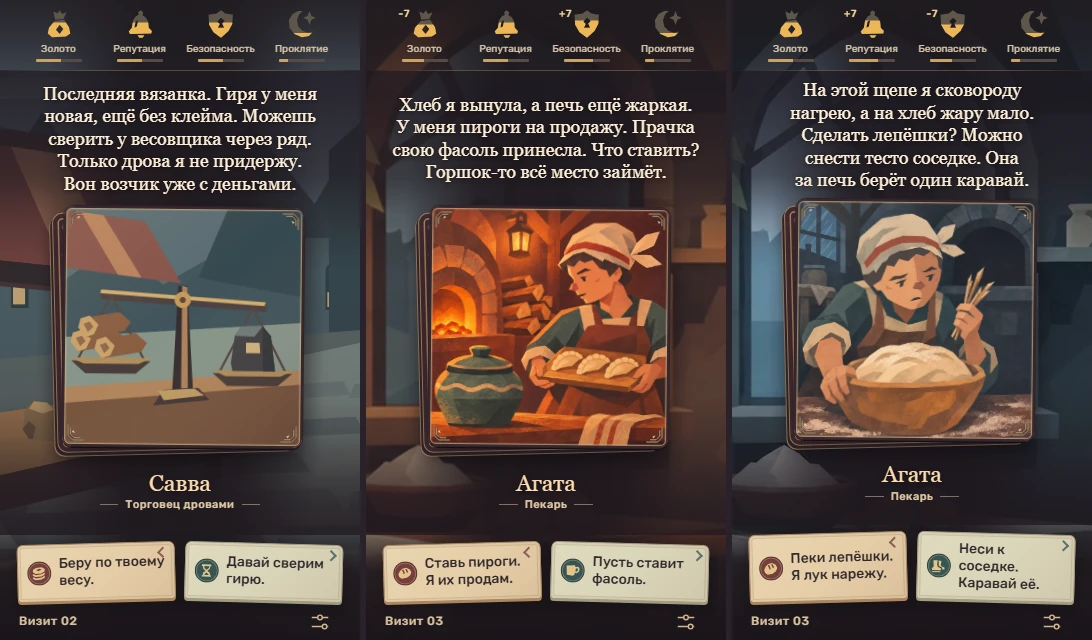 Золото
Репутация
Безопасность
Проклятие
Последняя вязанка. Гиря у меня
новая, ещё без клейма. Можешь
сверить у весовщика через ряд.
Только дрова я не придержу.
Вон возчик уже с деньгами.
Савва
Торговец дровами
Беру по твоему
весу.
Давай сверим
гирю.
Визит 02
-7
+7
Золото
Репутация
Безопасность
Проклятие
Хлеб я вынула, а печь ещё жаркая.
У меня пироги на продажу. Прачка
свою фасоль принесла. Что ставить?
Горшок-то всё место займёт.
Агата
Пекарь
Ставь пироги.
Я их продам.
Пусть ставит
фасоль.
Визит 03
+7
-7
Золото
Репутация
Безопасность
Проклятие
На этой щепе я сковороду
нагрею, а на хлеб жару мало.
Сделать лепёшки? Можно
снести тесто соседке. Она
за печь берёт один каравай.
Агата
Пекарь
Пеки лепёшки.
Я лук нарежу.
Неси к
соседке.
Каравай её.
Визит 03